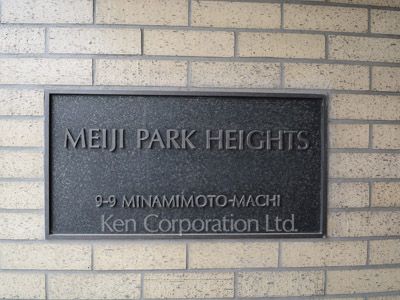 MEIJI PARK HEIGHTS
9-9 MINAMIMOTO-MACHI
Ken Corporation Ltd.